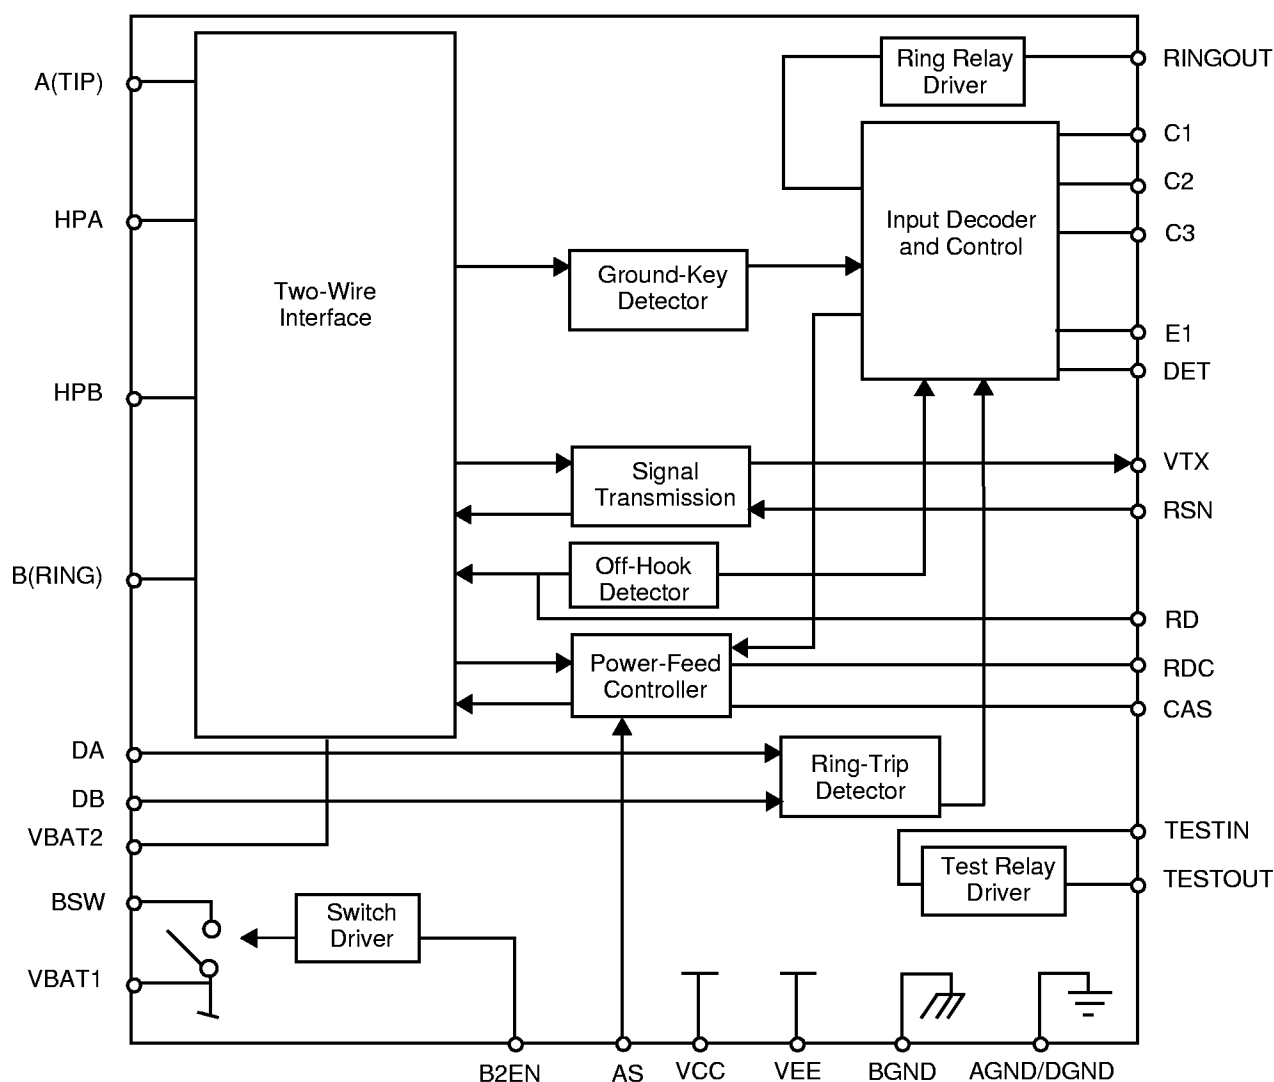 A(TIP)
HPA
HPB
B(RING)
DA
DB
VBAT2
BSW
VBAT1
Two-Wire
Interface
Ground-Key
Detector
Signal
Transmission
Off-Hook
Detector
Power-Feed
Controller
Ring-Trip
Detector
Switch
Driver
Ring Relay
Driver
Input Decoder
and Control
Test Relay
Driver
RINGOUT
C1
C2
C3
E1
DET
VTX
RSN
RD
RDC
CAS
TESTIN
TESTOUT
B2EN
AS
VCC
VEE
BGND
AGND/DGND